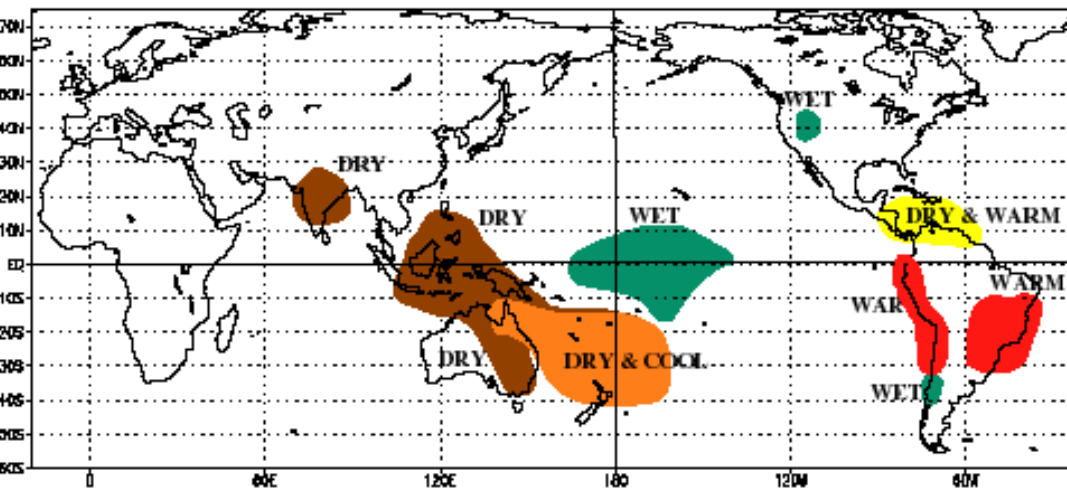 70N
60N
50N
WET
40N
30N
DRY
20N
DRY
WET
DRY & WARM
10N
EQ
WARM
10S
WAR
20S
DRY
DRY & COOL
30S
WET
40S
50S
60S
0
60E
120E
180
120W
60W